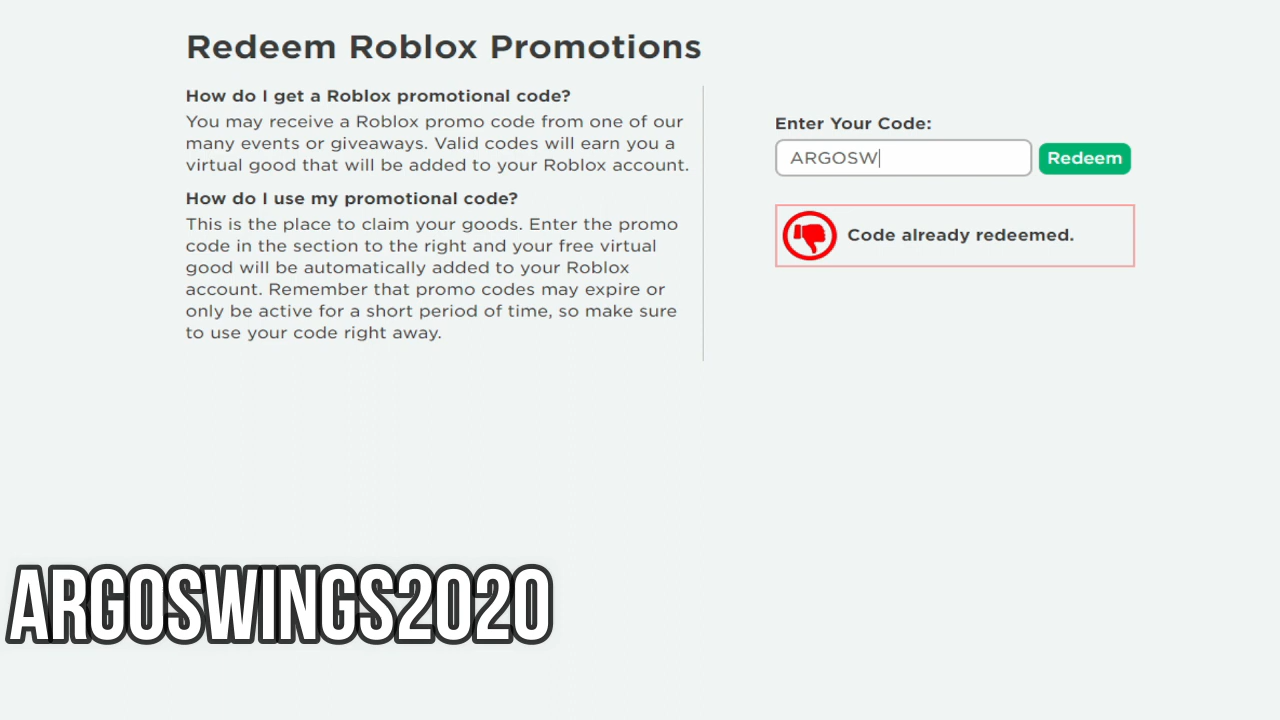 Redeem Roblox Promotions
How do I get a Roblox promotional code?
You may receive a Roblox promo code from one of our
many events or giveaways. Valid codes will earn you a
virtual good that will be added to your Roblox account.
How do I use my promotional code?
This is the place to claim your goods. Enter the promo
code in the section to the right and your free virtual
good will be automatically added to your Roblox
account. Remember that promo codes may expire or
only be active for a short period of time, so make sure
to use your code right away.
Enter Your Code:
ARGOSW
Redeem
Code already redeemed.
ARGOSWINGS2020